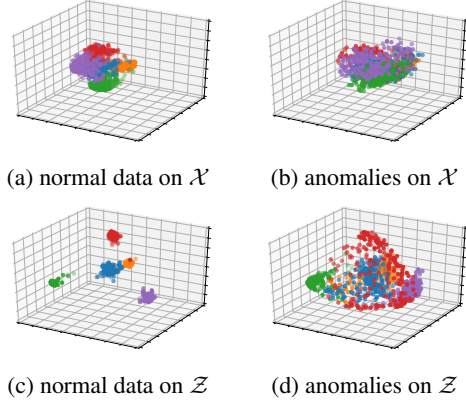 (a) normal data on 𝒳
(b) anomalies on 𝒳
(c) normal data on 𝒵
(d) anomalies on 𝒵